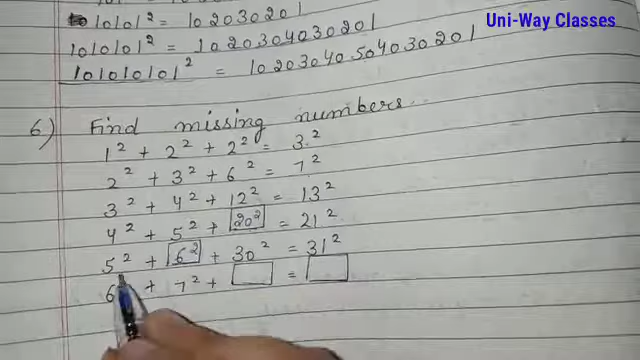 Uni-Way Classes
10101² = 102030201
1010101² = 1020304030201
101010101² = 10203040504030201
6) Find missing numbers..
1² + 2² + 2² = 3²
2² + 3² + 6² = 7²
3² + 4² + 12² = 13²
4² + 5² + 20² = 21²
5² + 6² + 30² = 31²
6 + 7² + =